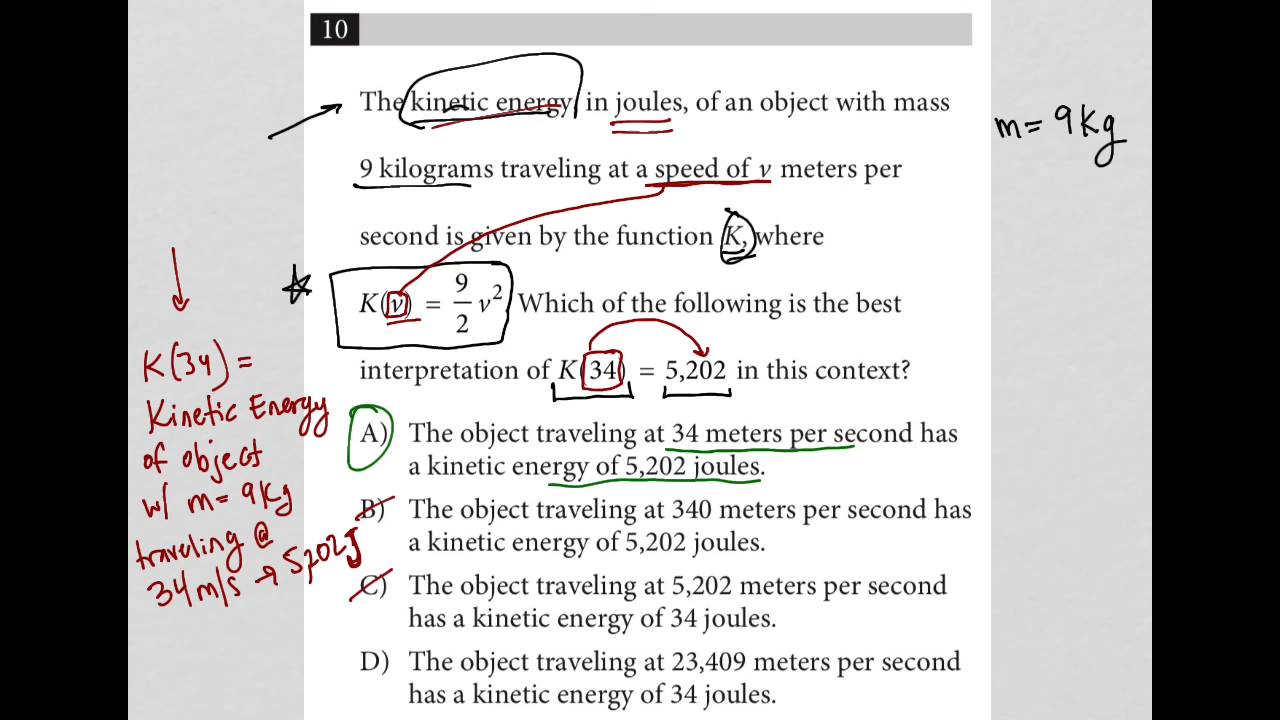 10
The kinetic energy, in joules, of an object with mass
9 kilograms traveling at a speed of v meters per
second is given by the function K, where
K(v) = 9/2 v² . Which of the following is the best
interpretation of K(34) = 5,202 in this context?
A) The object traveling at 34 meters per second has
a kinetic energy of 5,202 joules.
B) The object traveling at 340 meters per second has
a kinetic energy of 5,202 joules.
C) The object traveling at 5,202 meters per second
has a kinetic energy of 34 joules.
D) The object traveling at 23,409 meters per second
has a kinetic energy of 34 joules.
m = 9Kg
K(34) =
Kinetic Energy
of object
w/ m = 9Kg
traveling @
34 m/s → 5,202J